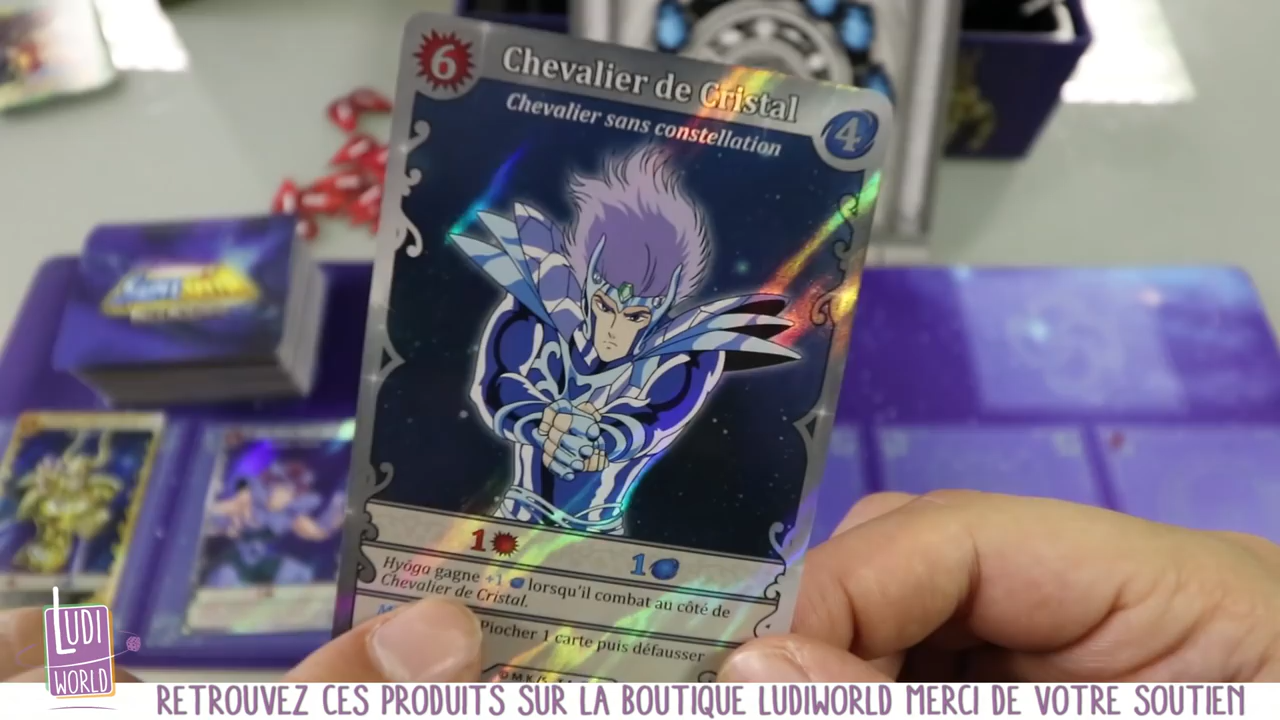 6
Chevalier de Cristal
4
Chevalier sans constellation
1
1
Hyôga gagne +1 lorsqu'il combat au côté de
Chevalier de Cristal.
Piocher 1 carte puis défausser
LUDI
WORLD
RETROUVEZ CES PRODUITS SUR LA BOUTIQUE LUDIWORLD MERCI DE VOTRE SOUTIEN